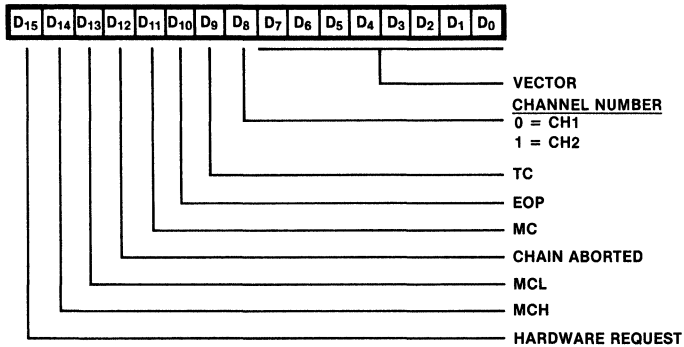 D15 D14 D13 D12 D11 D10 D9 D8 D7 D6 D5 D4 D3 D2 D1 D0
VECTOR
CHANNEL NUMBER
0 = CH1
1 = CH2
TC
EOP
MC
CHAIN ABORTED
MCL
MCH
HARDWARE REQUEST